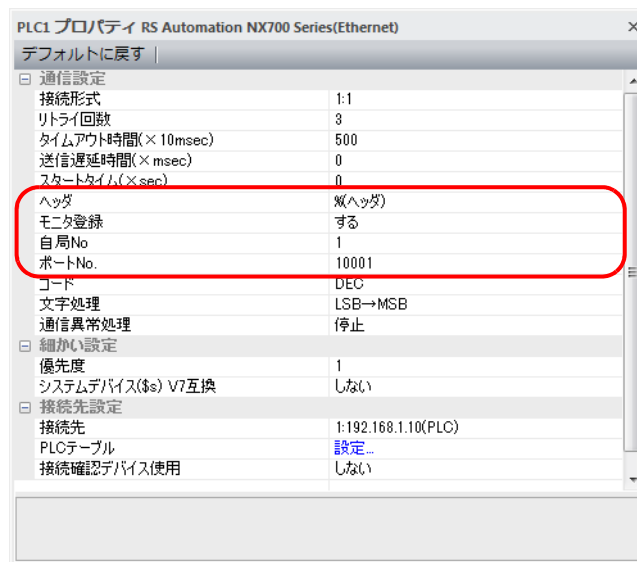 PLC1 プロパティ RS Automation NX700 Series(Ethernet)
デフォルトに戻す
通信設定
接続形式 1:1
リトライ回数 3
タイムアウト時間(×10msec) 500
送信遅延時間(×msec) 0
スタートタイム(×sec) 0
ヘッダ %(ヘッダ)
モニタ登録 する
自局No 1
ポートNo. 10001
コード DEC
文字処理 LSB→MSB
通信異常処理 停止
細かい設定
優先度 1
システムデバイス($s) V7互換 しない
接続先設定
接続先 1:192.168.1.10(PLC)
PLCテーブル 設定...
接続確認デバイス使用 しない